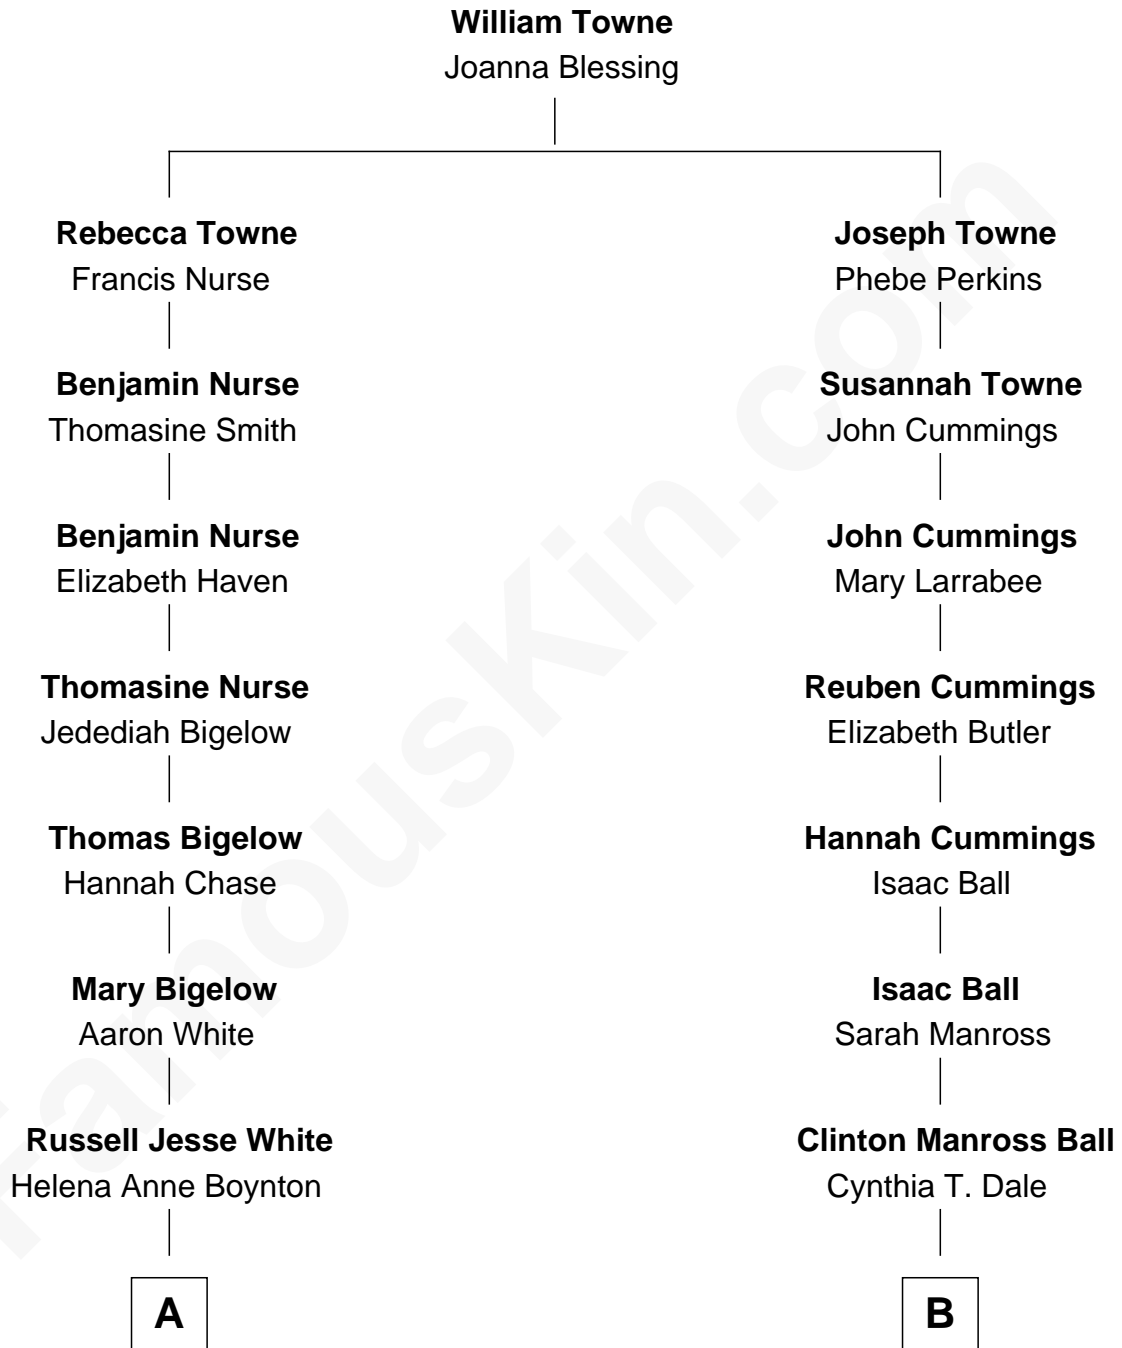 William Towne
Joanna Blessing
Rebecca Towne
Francis Nurse
Joseph Towne
Phebe Perkins
Benjamin Nurse
Thomasine Smith
Susannah Towne
John Cummings
Benjamin Nurse
Elizabeth Haven
John Cummings
Mary Larrabee
Thomasine Nurse
Jedediah Bigelow
Reuben Cummings
Elizabeth Butler
Thomas Bigelow
Hannah Chase
Hannah Cummings
Isaac Ball
Mary Bigelow
Aaron White
Isaac Ball
Sarah Manross
Russell Jesse White
Helena Anne Boynton
Clinton Manross Ball
Cynthia T. Dale
A
B
FamousKin.com